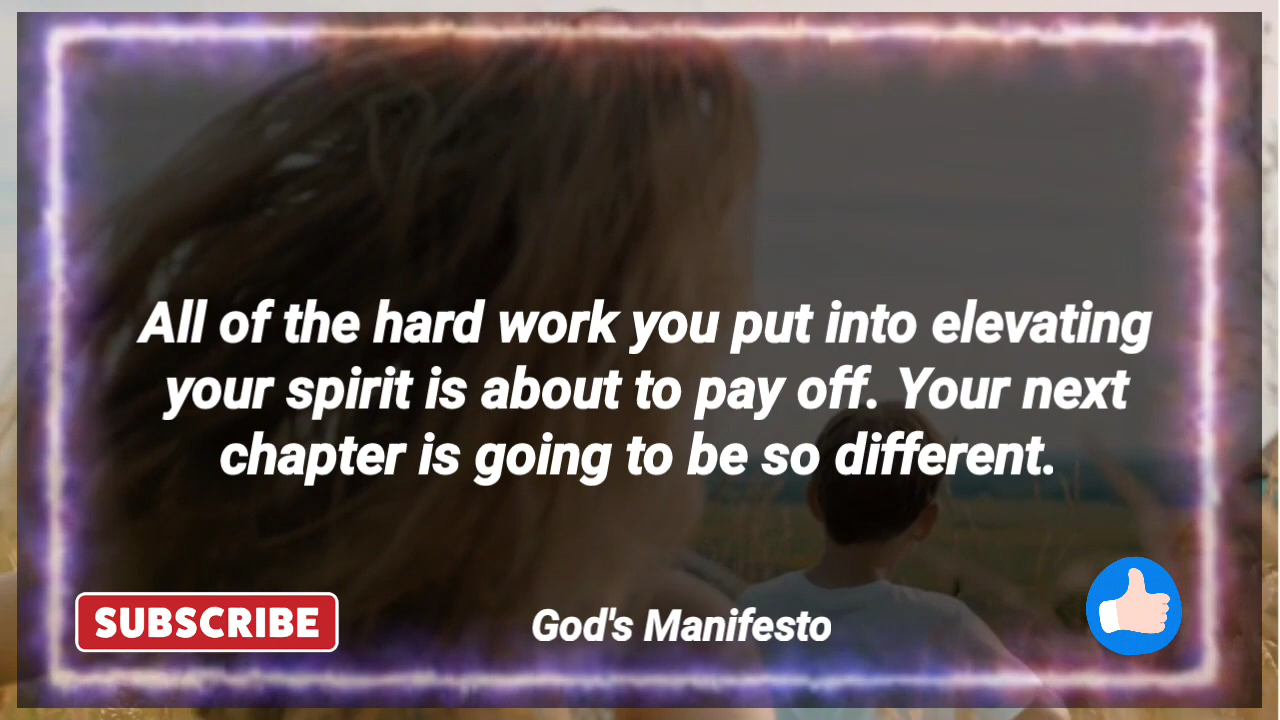 All of the hard work you put into elevating
your spirit is about to pay off. Your next
chapter is going to be so different.
SUBSCRIBE
God's Manifesto